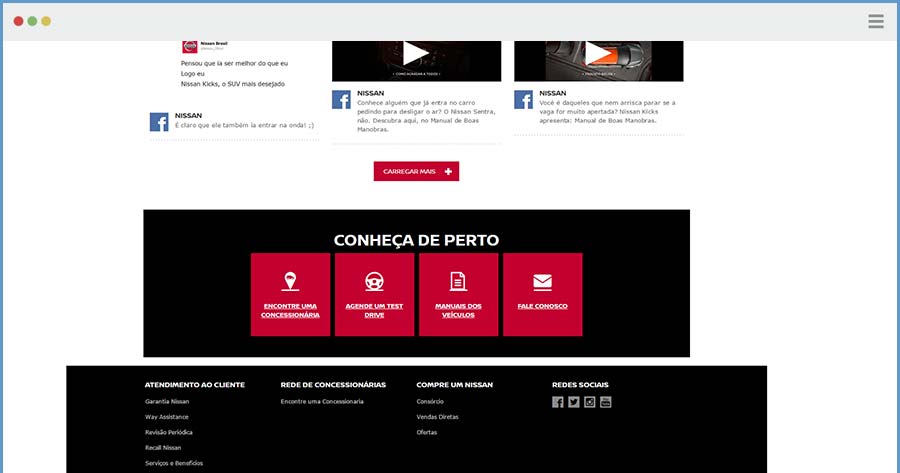 Nissan Brasil
Pensou que ia ser melhor do que eu
Logo eu
Nissan Kicks, o SUV mais desejado
NISSAN
É claro que ele também ia entrar na onda! ;)
• COMO AGRADAR A TODOS •
NISSAN
Conhece alguém que já entra no carro
pedindo para desligar o ar? O Nissan Sentra,
não. Descubra aqui, no Manual de Boas
Manobras.
NISSAN
Você é daqueles que nem arrisca parar se a
vaga for muito apertada? Nissan Kicks
apresenta: Manual de Boas Manobras.
CARREGAR MAIS
CONHEÇA DE PERTO
ENCONTRE UMA
CONCESSIONÁRIA
AGENDE UM TEST
DRIVE
MANUAIS DOS
VEÍCULOS
FALE CONOSCO
ATENDIMENTO AO CLIENTE
Garantia Nissan
Way Assistance
Revisão Periódica
Recall Nissan
Serviços e Benefícios
REDE DE CONCESSIONÁRIAS
Encontre uma Concessionaria
COMPRE UM NISSAN
Consórcio
Vendas Diretas
Ofertas
REDES SOCIAIS